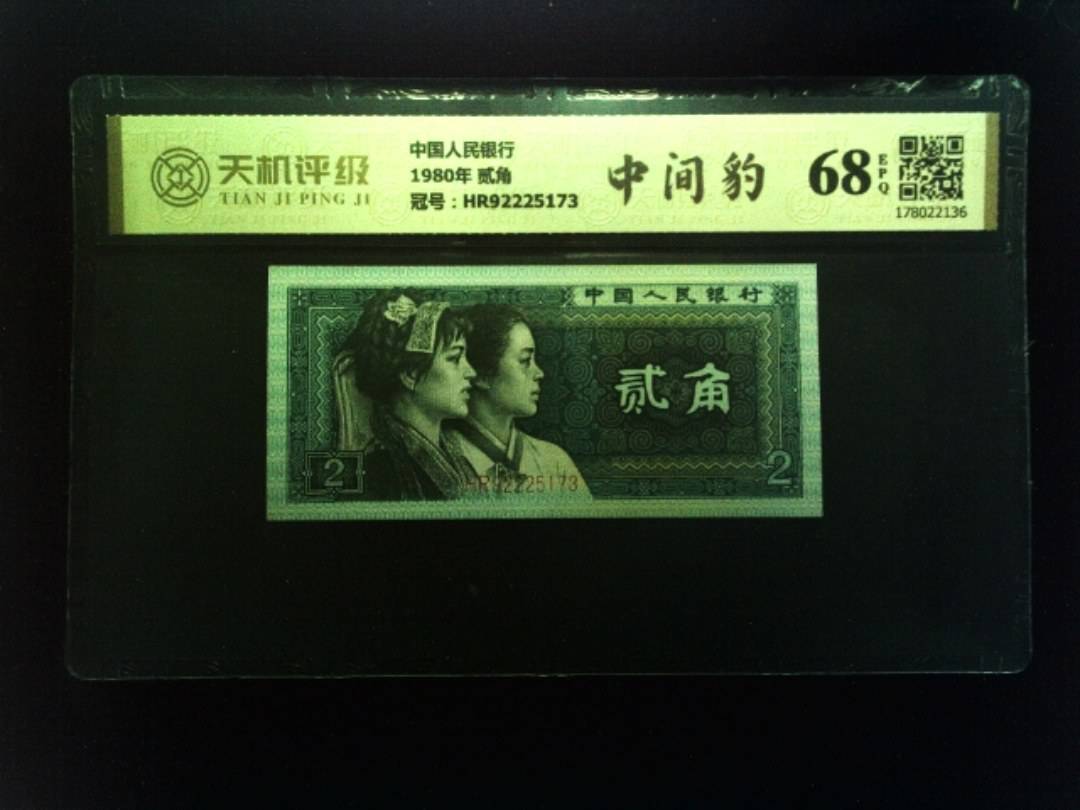 天机评级
TIAN JI PING JI
中国人民银行
1980年 贰角
冠号：HR92225173
中间豹
68
EPQ
178022136
中国人民银行
贰角
2
2
HR92225173